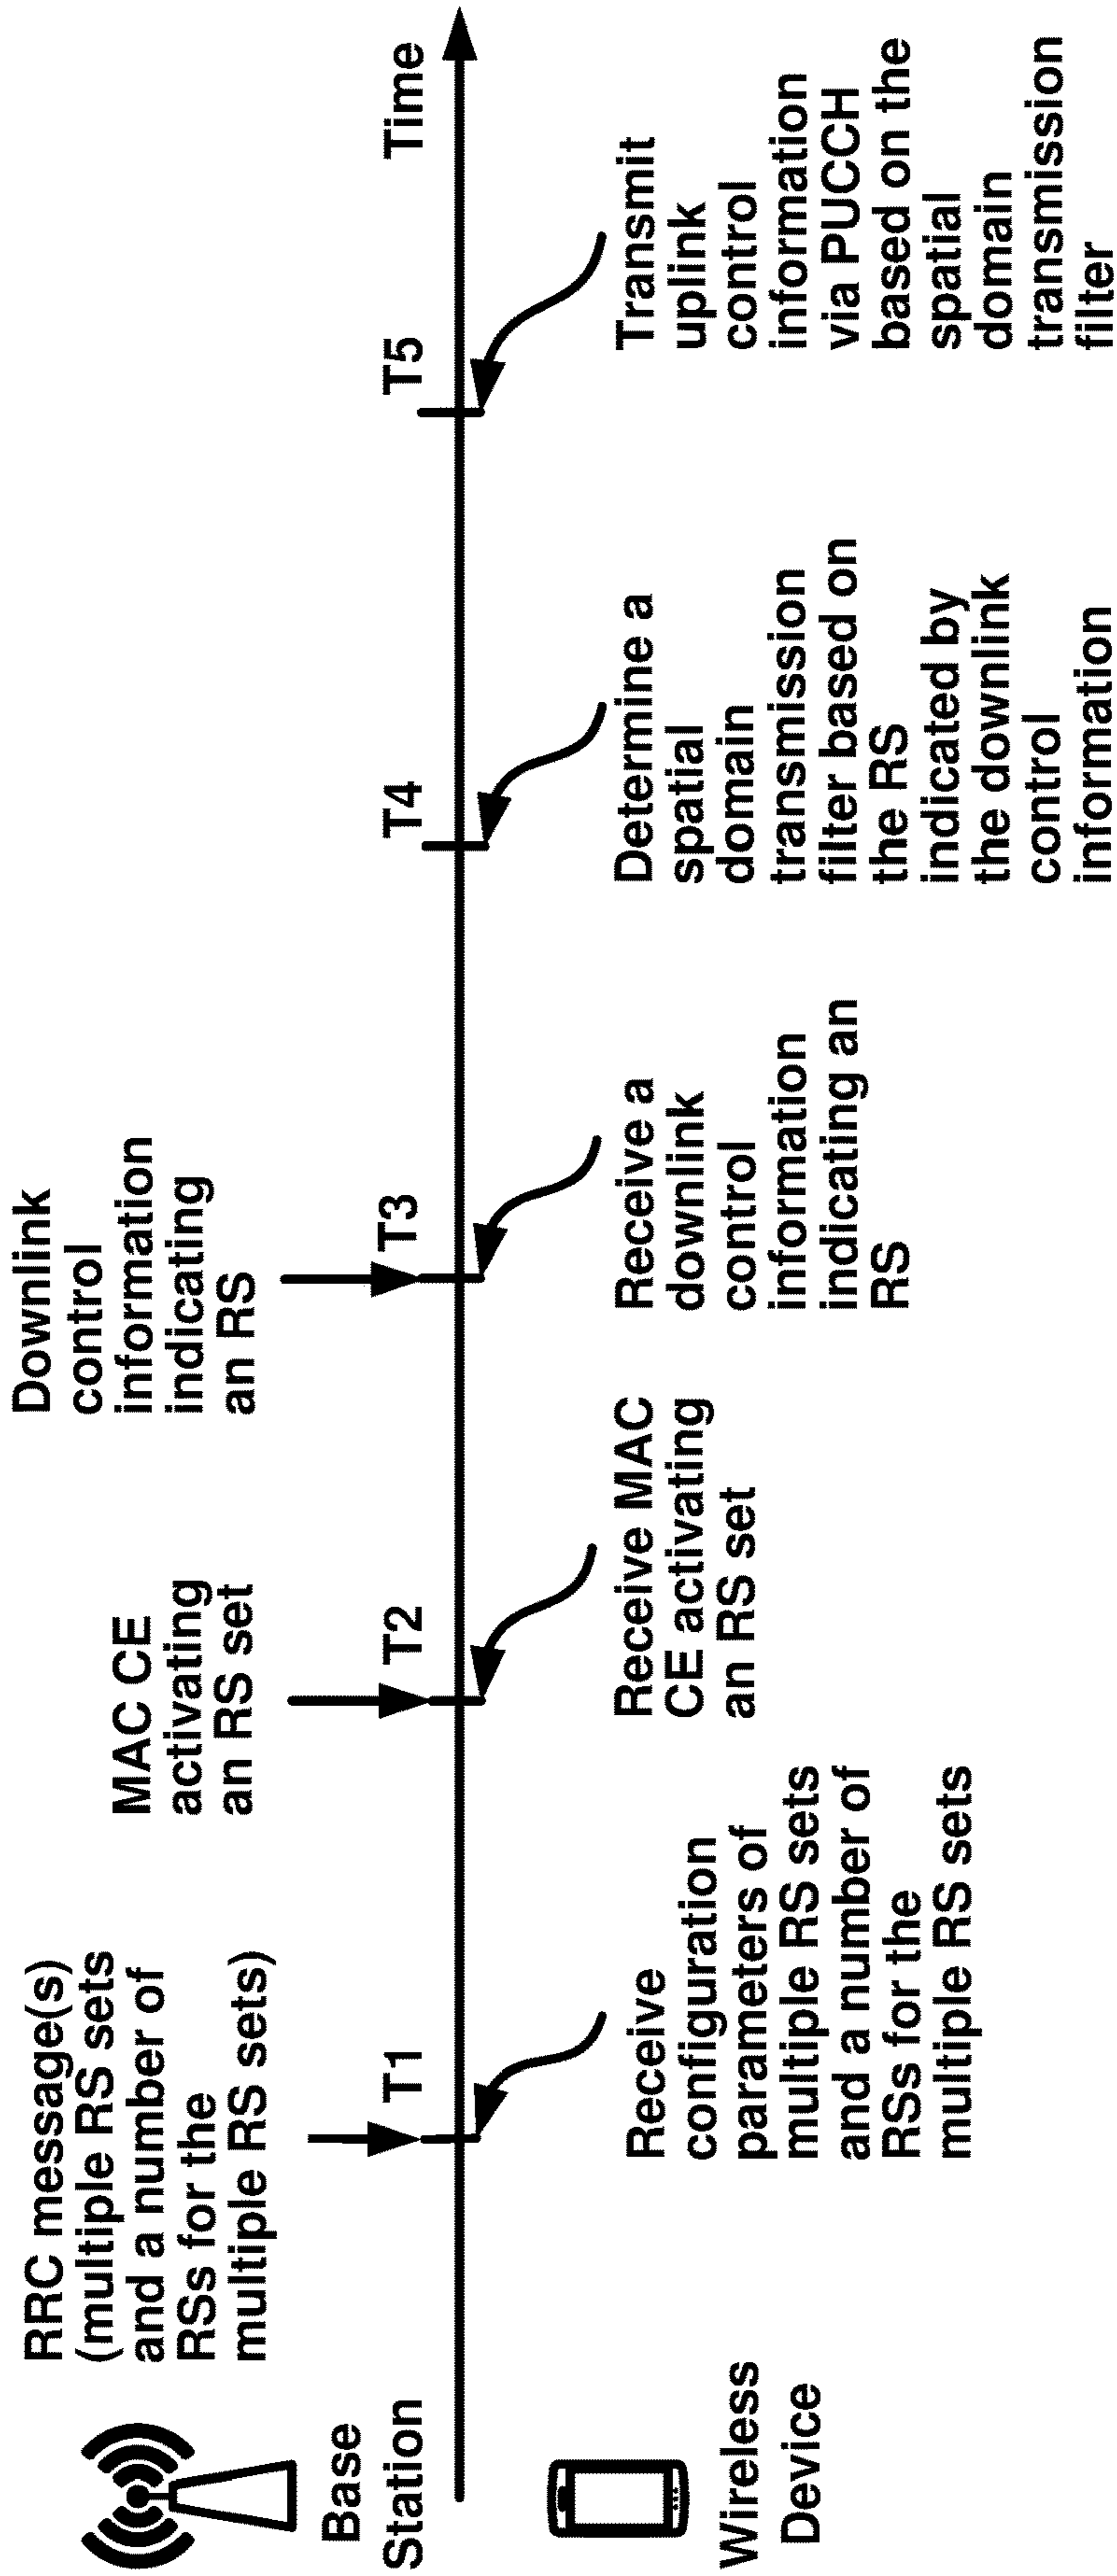 Base
Station
RRC message(s)
(multiple RS sets
and a number of
RSs for the
multiple RS sets)
MAC CE
activating
an RS set
Downlink
control
information
indicating
an RS
T1
T2
T3
T4
T5
Time
Wireless
Device
Receive
configuration
parameters of
multiple RS sets
and a number of
RSs for the
multiple RS sets
Receive MAC
CE activating
an RS set
Receive a
downlink
control
information
indicating an
RS
Determine a
spatial
domain
transmission
filter based on
the RS
indicated by
the downlink
control
information
Transmit
uplink
control
information
via PUCCH
based on the
spatial
domain
transmission
filter